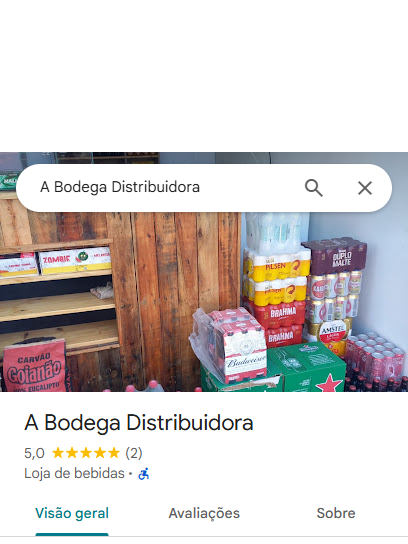 A Bodega Distribuidora
DUPLO
MALTE
PILSEN
ZOMBIE
BRAHMA
AMSTEL
BRAHMA
Budweiser
CARVÃO
Goianão
DE EUCALIPTO
A Bodega Distribuidora
5,0 (2)
Loja de bebidas ·
Visão geral Avaliações Sobre